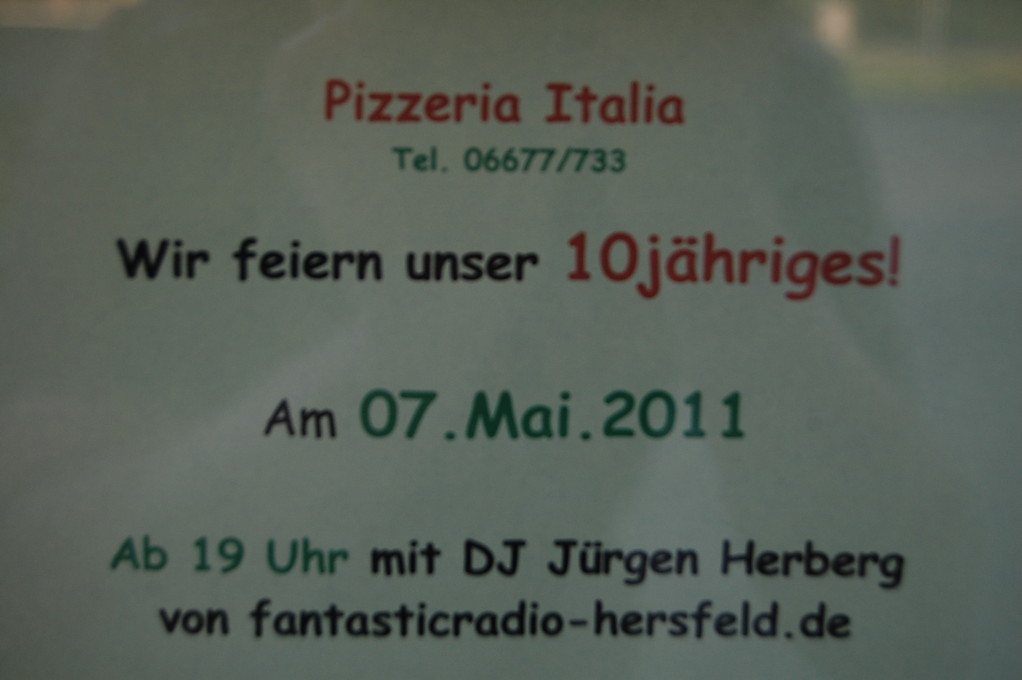 Pizzeria Italia
Tel. 06677/733
Wir feiern unser 10jähriges!
Am 07.Mai.2011
Ab 19 Uhr mit DJ Jürgen Herberg
von fantasticradio-hersfeld.de